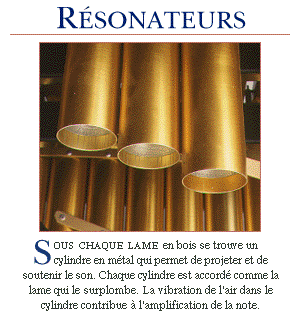 RÉSONATEURS
SOUS CHAQUE LAME en bois se trouve un
cylindre en métal qui permet de projeter et de
soutenir le son. Chaque cylindre est accordé comme la
lame qui le surplombe. La vibration de l'air dans le
cylindre contribue à l'amplification de la note.